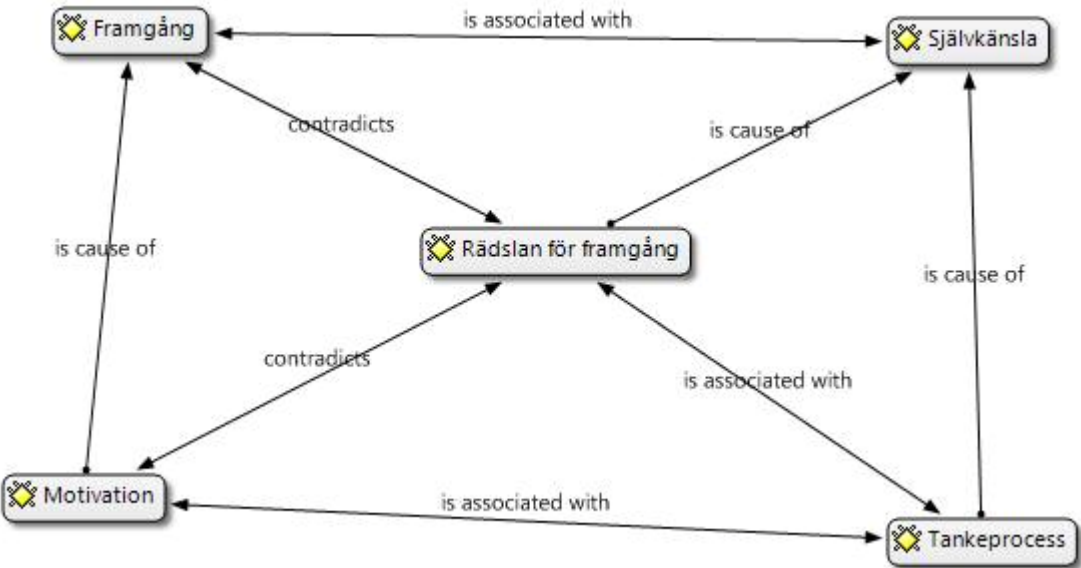 Framgång
is associated with
Självkänsla
contradicts
is cause of
is cause of
Rädslan för framgång
is cause of
contradicts
is associated with
Motivation
is associated with
Tankeprocess